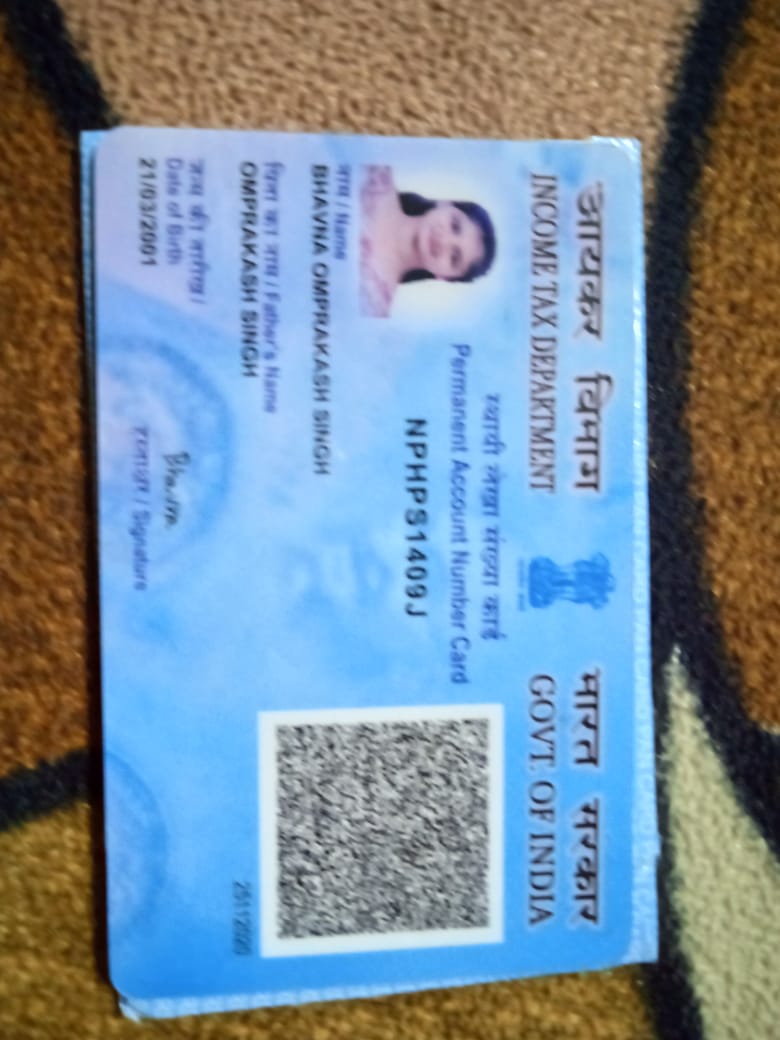 आयकर विभाग
INCOME TAX DEPARTMENT
भारत सरकार
GOVT. OF INDIA
स्थायी लेखा संख्या कार्ड
Permanent Account Number Card
NPHPS1409J
नाम / Name
BHAVNA OMPRAKASH SINGH
पिता का नाम / Father's Name
OMPRAKASH SINGH
जन्म की तारीख /
Date of Birth
21/03/2001
Bhavna
हस्ताक्षर / Signature